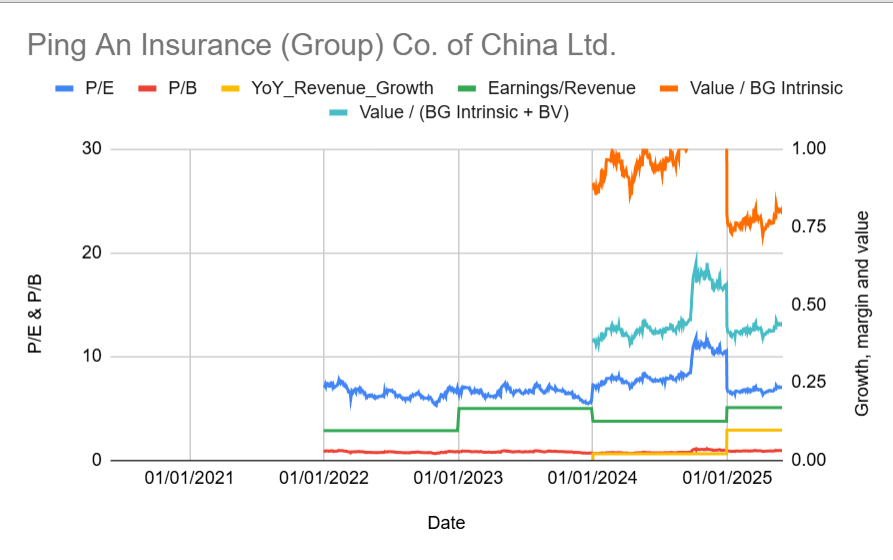 Ping An Insurance (Group) Co. of China Ltd.
P/E P/B YoY_Revenue_Growth Earnings/Revenue Value / BG Intrinsic
Value / (BG Intrinsic + BV)
30
20
10
0
P/E & P/B
1.00
0.75
0.50
0.25
0.00
Growth, margin and value
01/01/2021 01/01/2022 01/01/2023 01/01/2024 01/01/2025
Date